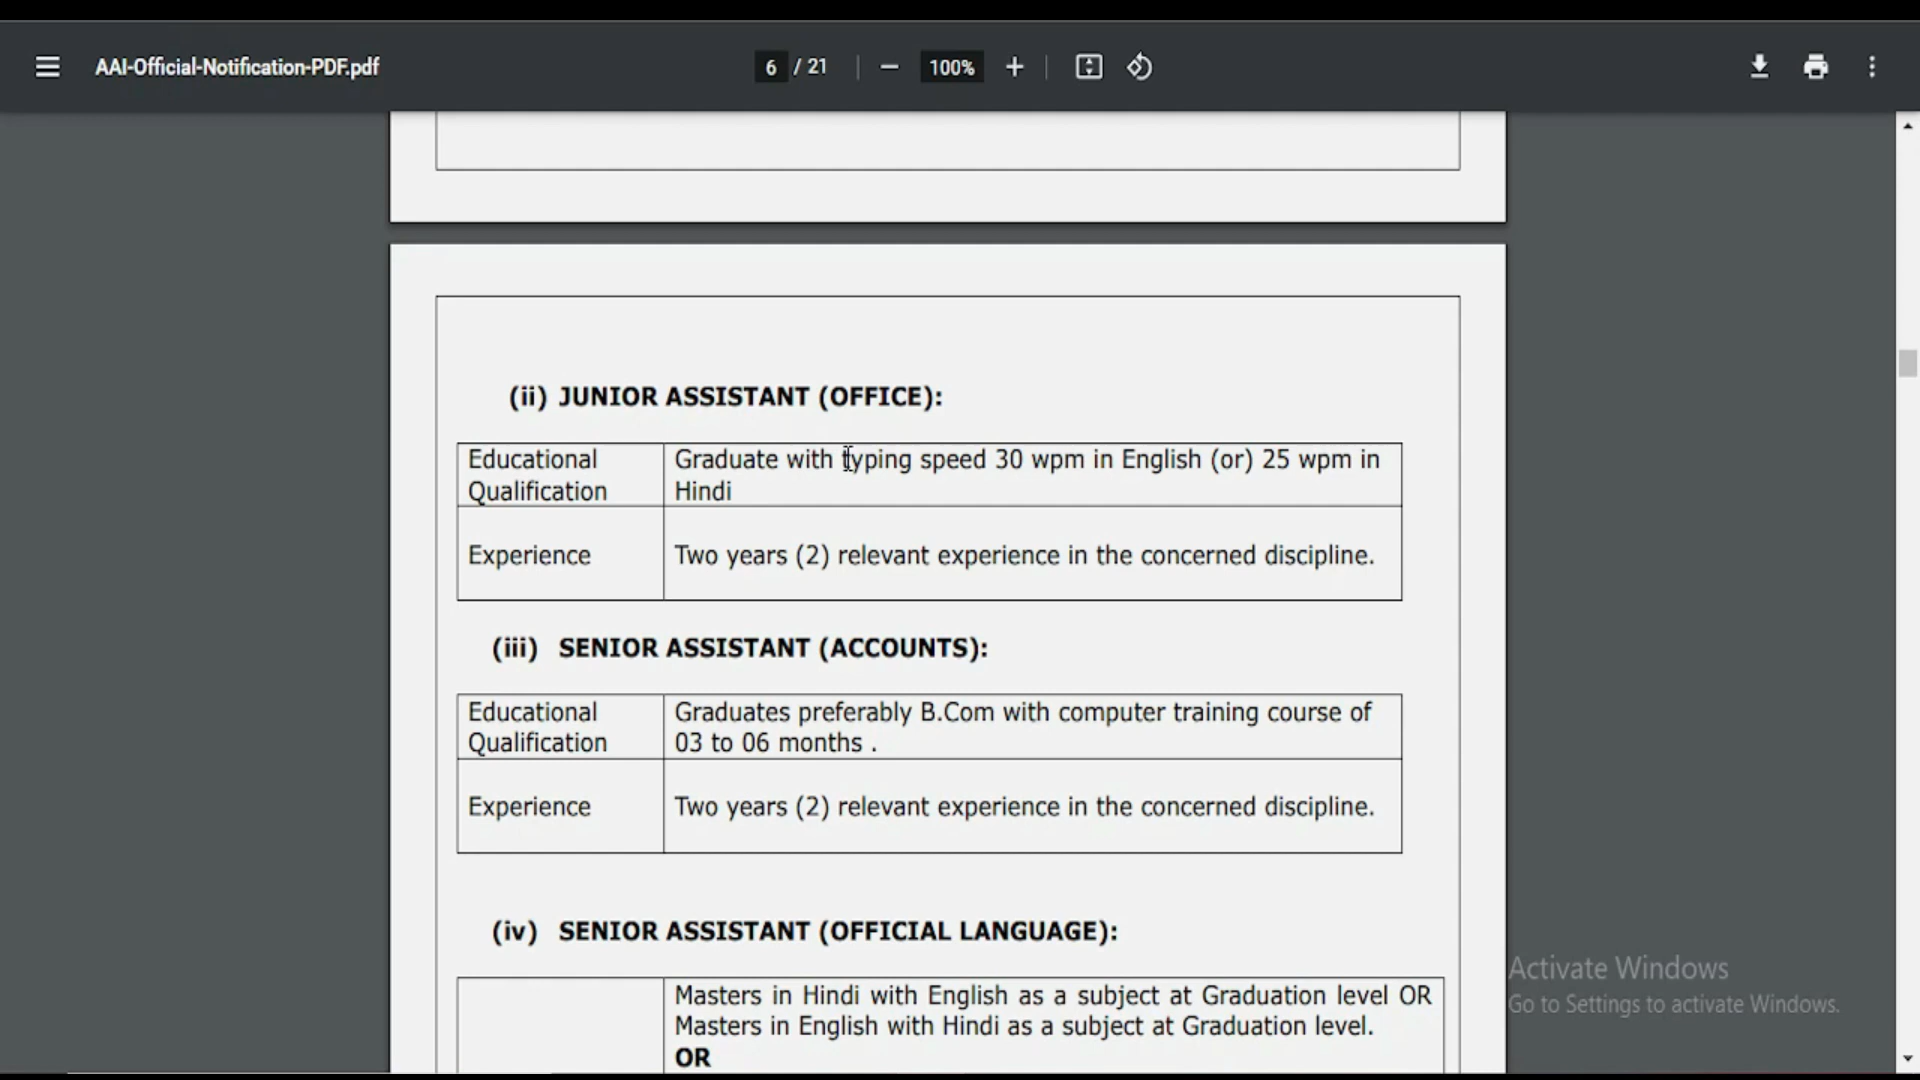 AAI-Official-Notification-PDF.pdf
6 / 21
100%
(ii) JUNIOR ASSISTANT (OFFICE):
Educational Graduate with typing speed 30 wpm in English (or) 25 wpm in
Qualification Hindi
Experience Two years (2) relevant experience in the concerned discipline.
(iii) SENIOR ASSISTANT (ACCOUNTS):
Educational Graduates preferably B.Com with computer training course of
Qualification 03 to 06 months .
Experience Two years (2) relevant experience in the concerned discipline.
(iv) SENIOR ASSISTANT (OFFICIAL LANGUAGE):
Masters in Hindi with English as a subject at Graduation level OR
Masters in English with Hindi as a subject at Graduation level.
OR
Activate Windows
Go to Settings to activate Windows.